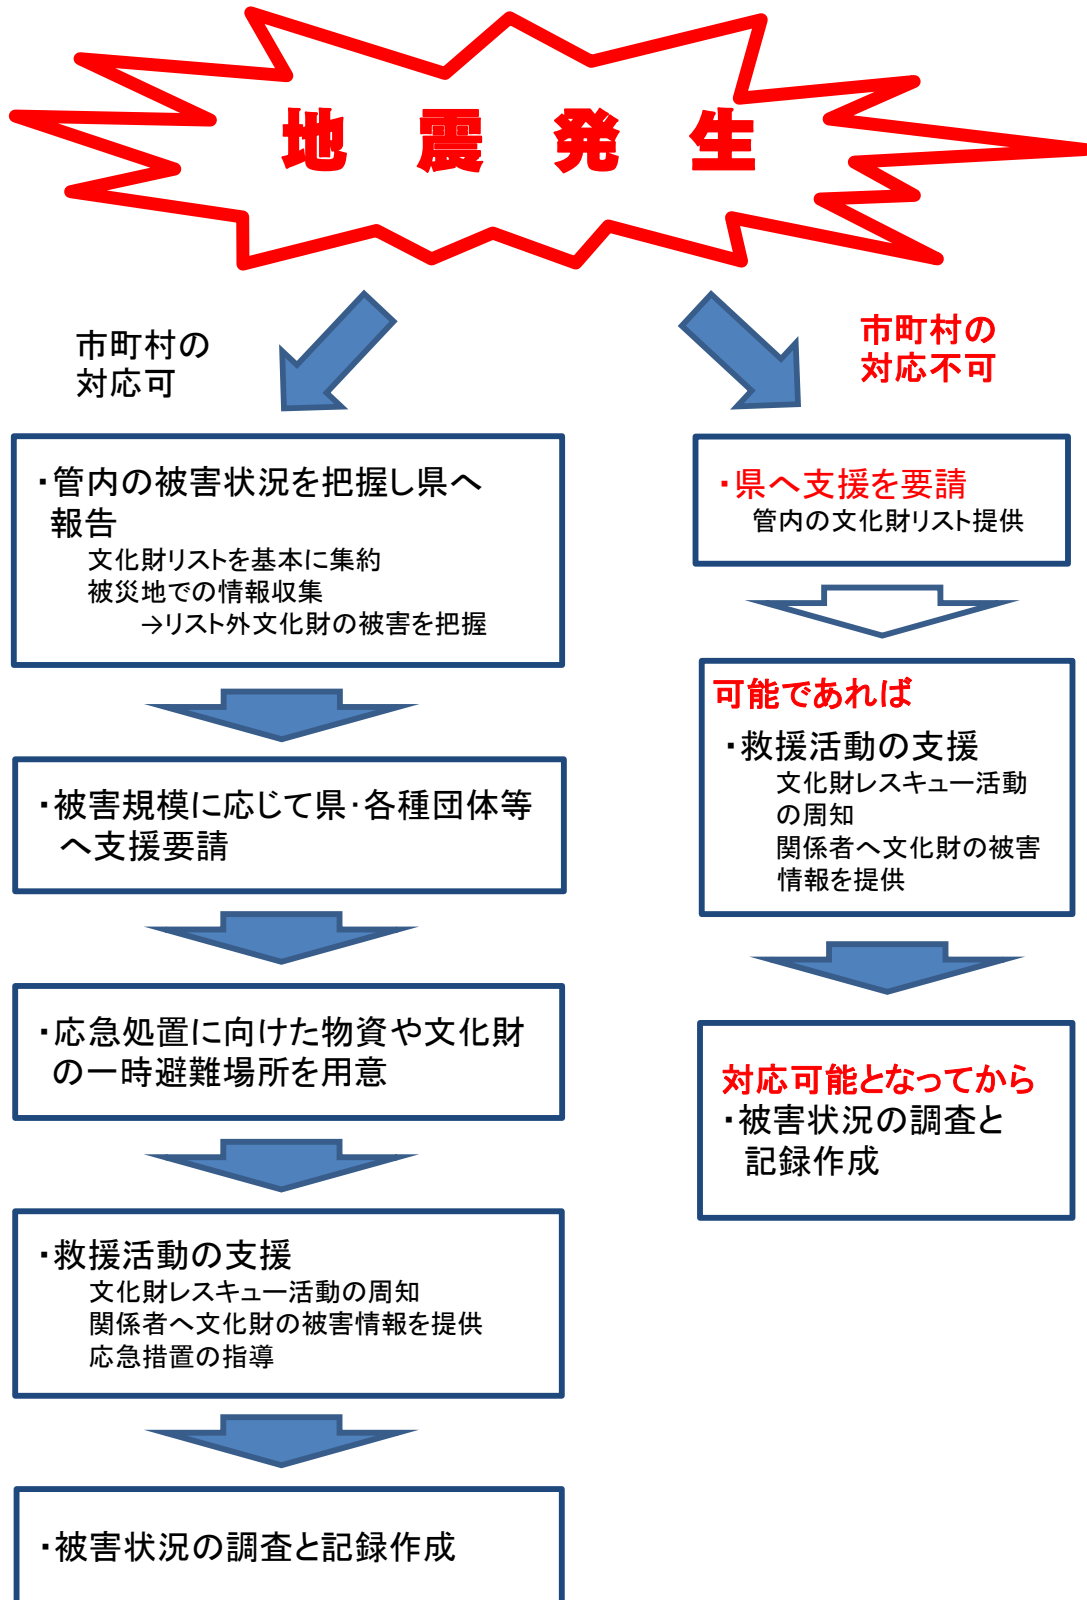 地震発生
市町村の
対応可
・管内の被害状況を把握し県へ
報告
文化財リストを基本に集約
被災地での情報収集
→リスト外文化財の被害を把握
・被害規模に応じて県・各種団体等
へ支援要請
・応急処置に向けた物資や文化財
の一時避難場所を用意
・救援活動の支援
文化財レスキュー活動の周知
関係者へ文化財の被害情報を提供
応急措置の指導
・被害状況の調査と記録作成
市町村の
対応不可
・県へ支援を要請
管内の文化財リスト提供
可能であれば
・救援活動の支援
文化財レスキュー活動
の周知
関係者へ文化財の被害
情報を提供
対応可能となってから
・被害状況の調査と
記録作成